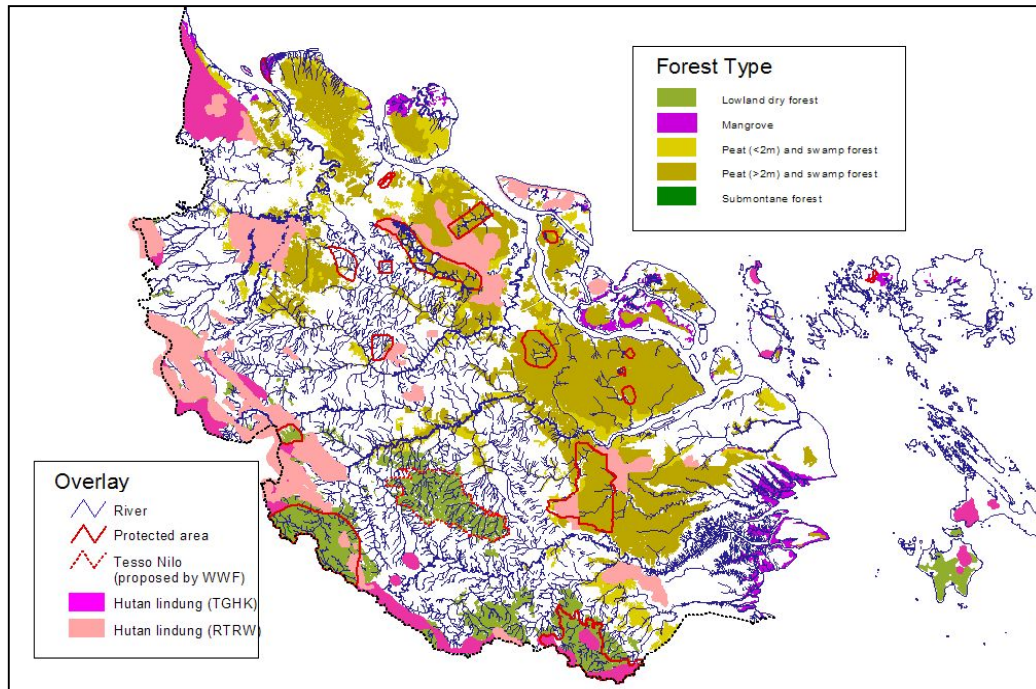 Forest Type
Lowland dry forest
Mangrove
Peat (<2m) and swamp forest
Peat (>2m) and swamp forest
Submontane forest
Overlay
River
Protected area
Tesso Nilo
(proposed by WWF)
Hutan lindung (TGHK)
Hutan lindung (RTRW)